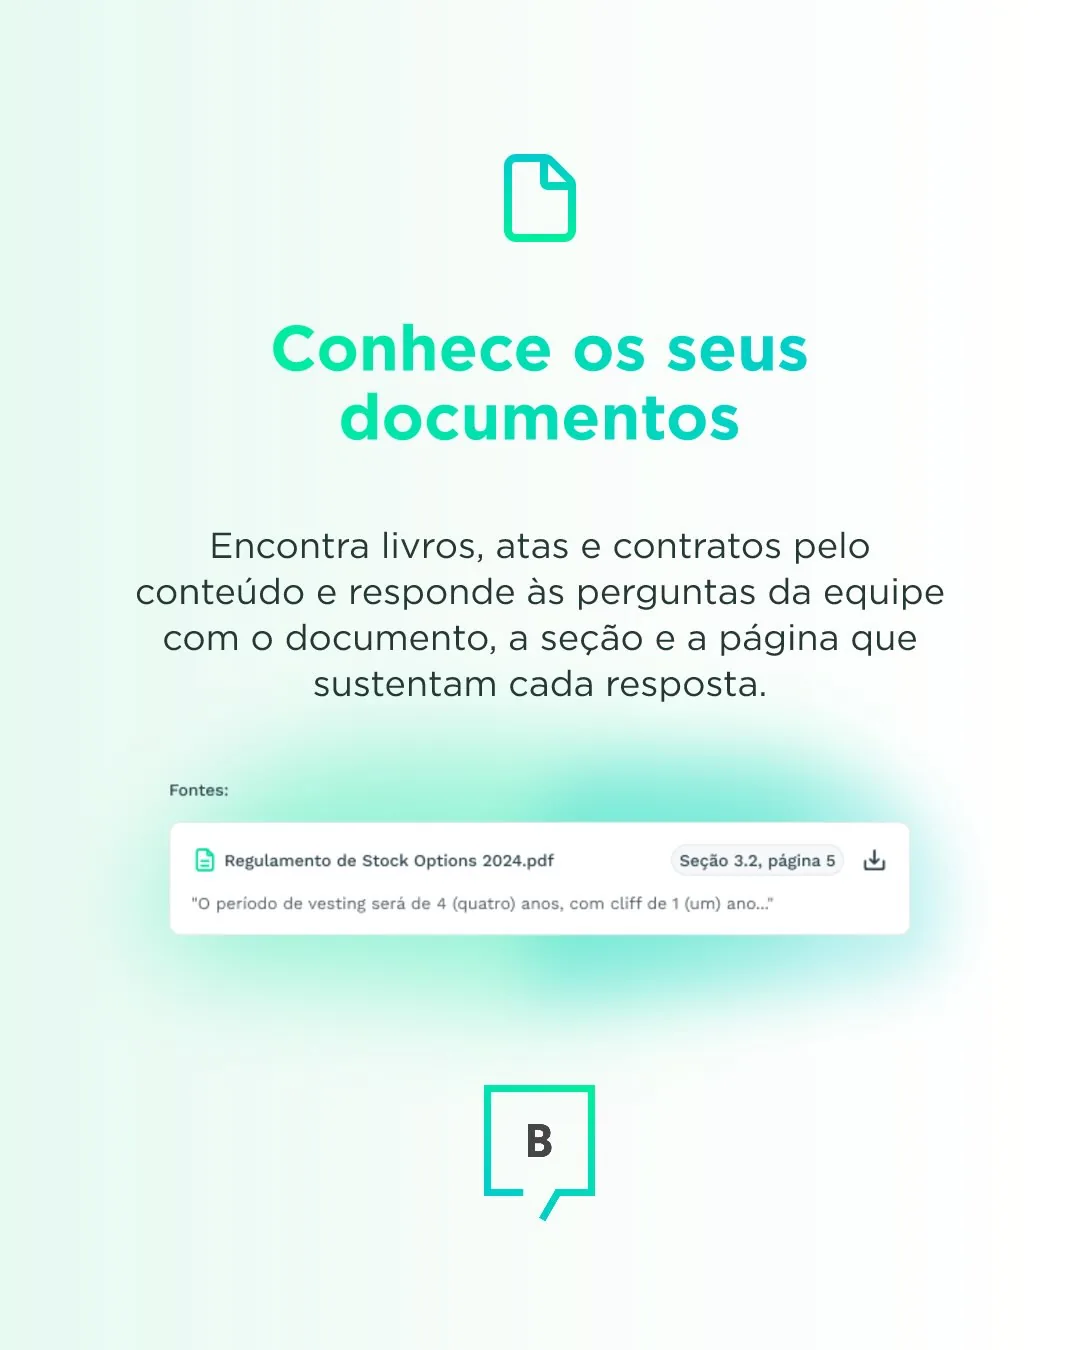 Conhece os seus
documentos
Encontra livros, atas e contratos pelo
conteúdo e responde às perguntas da equipe
com o documento, a seção e a página que
sustentam cada resposta.
Fontes:
Regulamento de Stock Options 2024.pdf
Seção 3.2, página 5
"O período de vesting será de 4 (quatro) anos, com cliff de 1 (um) ano..."
B